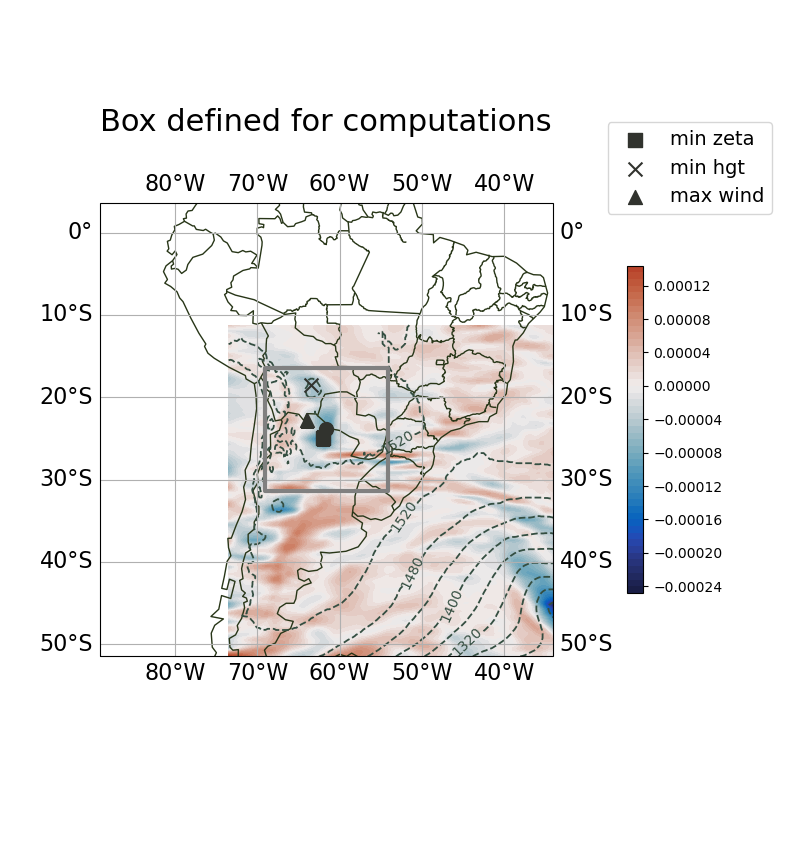 Box defined for computations
min zeta
min hgt
max wind
80°W 70°W 60°W 50°W 40°W
0° 0°
10°S 10°S
20°S 20°S
30°S 30°S
40°S 40°S
50°S 50°S
80°W 70°W 60°W 50°W 40°W
1520
1520
1480
1400
1320
0.00012
0.00008
0.00004
0.00000
−0.00004
−0.00008
−0.00012
−0.00016
−0.00020
−0.00024